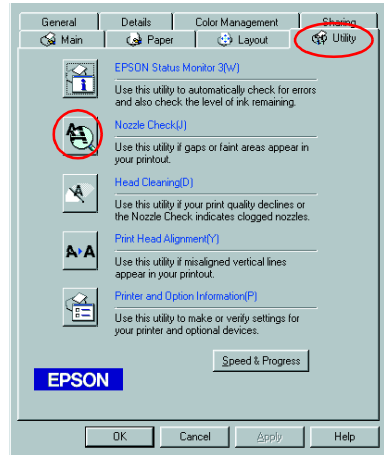 General Details Color Management Sharing
Main Paper Layout Utility
EPSON Status Monitor 3(W)
Use this utility to automatically check for errors
and also check the level of ink remaining.
Nozzle Check(J)
Use this utility if gaps or faint areas appear in
your printout.
Head Cleaning(D)
Use this utility if your print quality declines or
the Nozzle Check indicates clogged nozzles.
Print Head Alignment(Y)
Use this utility if misaligned vertical lines
appear in your printout.
Printer and Option Information(P)
Use this utility to make or verify settings for
your printer and optional devices.
Speed & Progress
EPSON
OK Cancel Apply Help